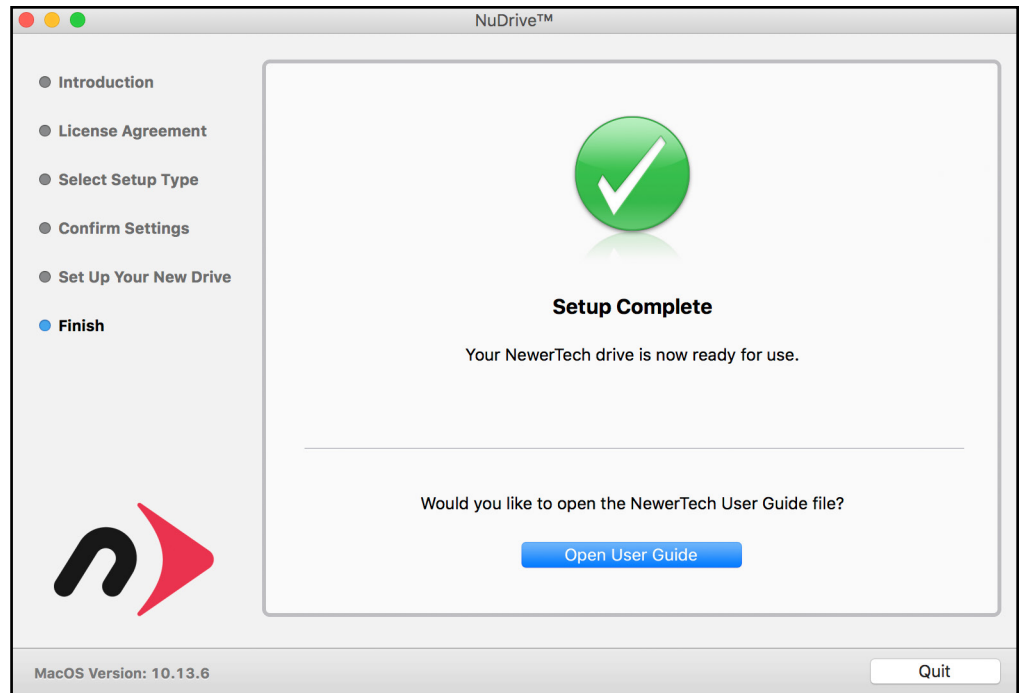 NuDrive™
Introduction
License Agreement
Select Setup Type
Confirm Settings
Set Up Your New Drive
Finish
Setup Complete
Your NewerTech drive is now ready for use.
Would you like to open the NewerTech User Guide file?
Open User Guide
MacOS Version: 10.13.6
Quit